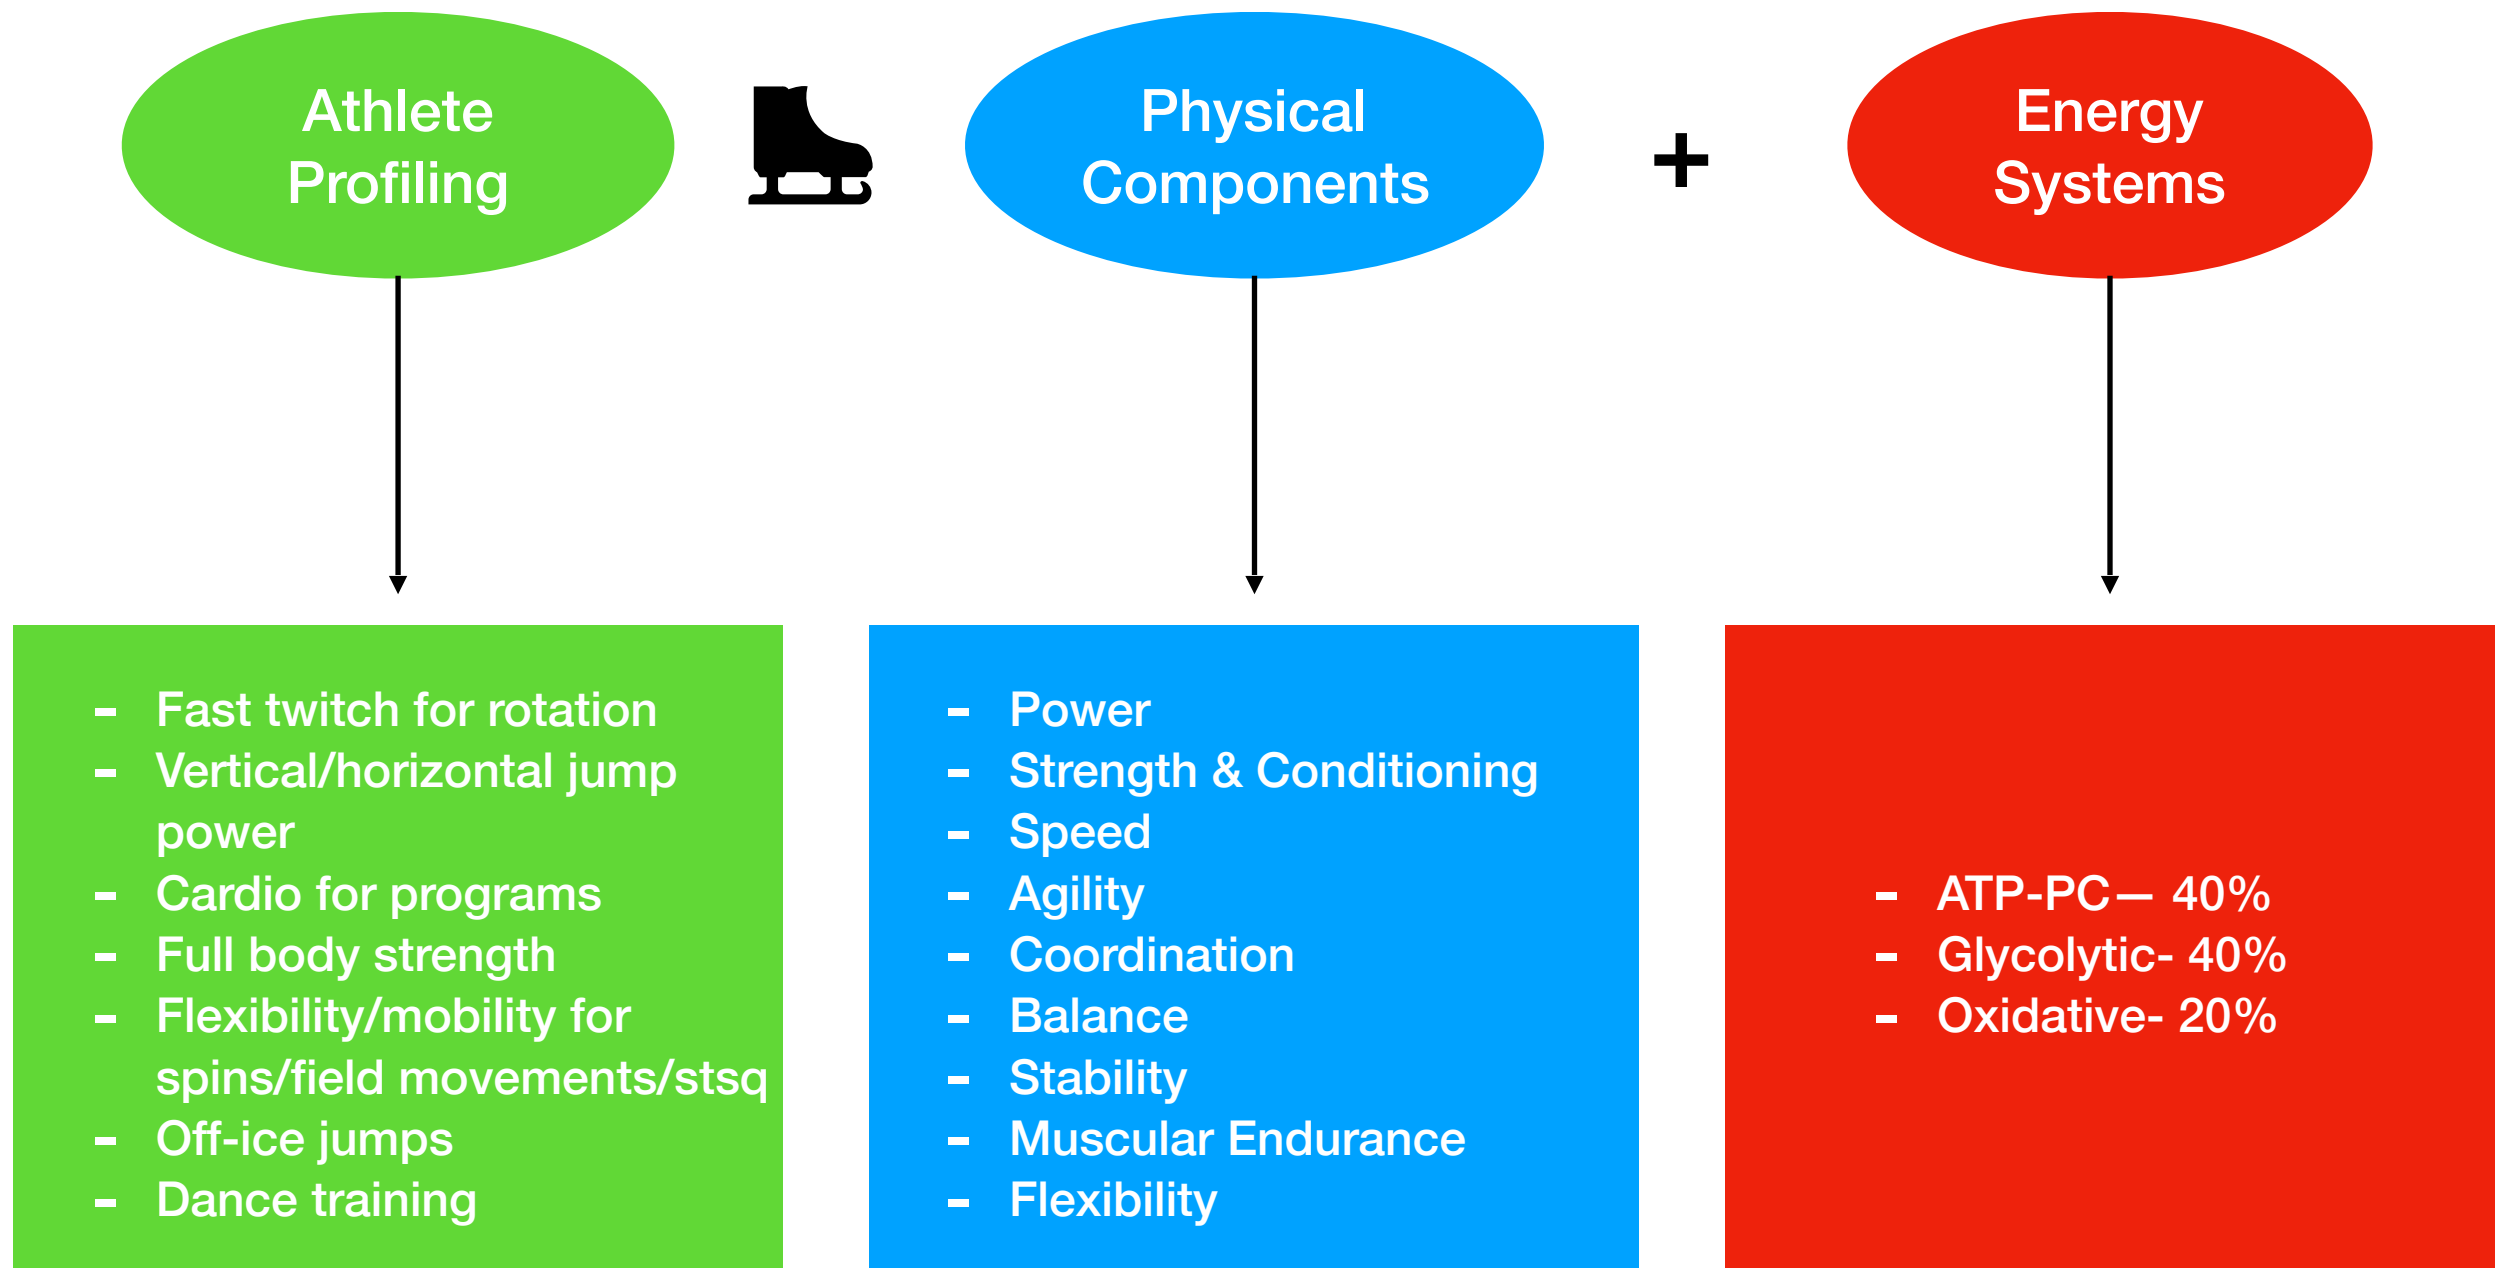 Athlete
Profiling
Physical
Components
+
Energy
Systems
- Fast twitch for rotation
- Vertical/horizontal jump
power
- Cardio for programs
- Full body strength
- Flexibility/mobility for
spins/field movements/stsq
- Off-ice jumps
- Dance training
- Power
- Strength & Conditioning
- Speed
- Agility
- Coordination
- Balance
- Stability
- Muscular Endurance
- Flexibility
- ATP-PC— 40%
- Glycolytic- 40%
- Oxidative- 20%